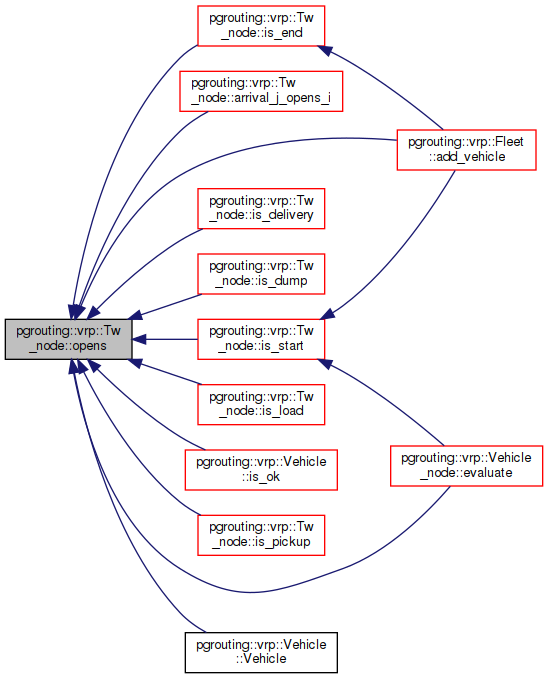 pgrouting::vrp::Tw
_node::is_end
pgrouting::vrp::Tw
_node::arrival_j_opens_i
pgrouting::vrp::Fleet
::add_vehicle
pgrouting::vrp::Tw
_node::is_delivery
pgrouting::vrp::Tw
_node::is_dump
pgrouting::vrp::Tw
_node::opens
pgrouting::vrp::Tw
_node::is_start
pgrouting::vrp::Tw
_node::is_load
pgrouting::vrp::Vehicle
::is_ok
pgrouting::vrp::Vehicle
_node::evaluate
pgrouting::vrp::Tw
_node::is_pickup
pgrouting::vrp::Vehicle
::Vehicle